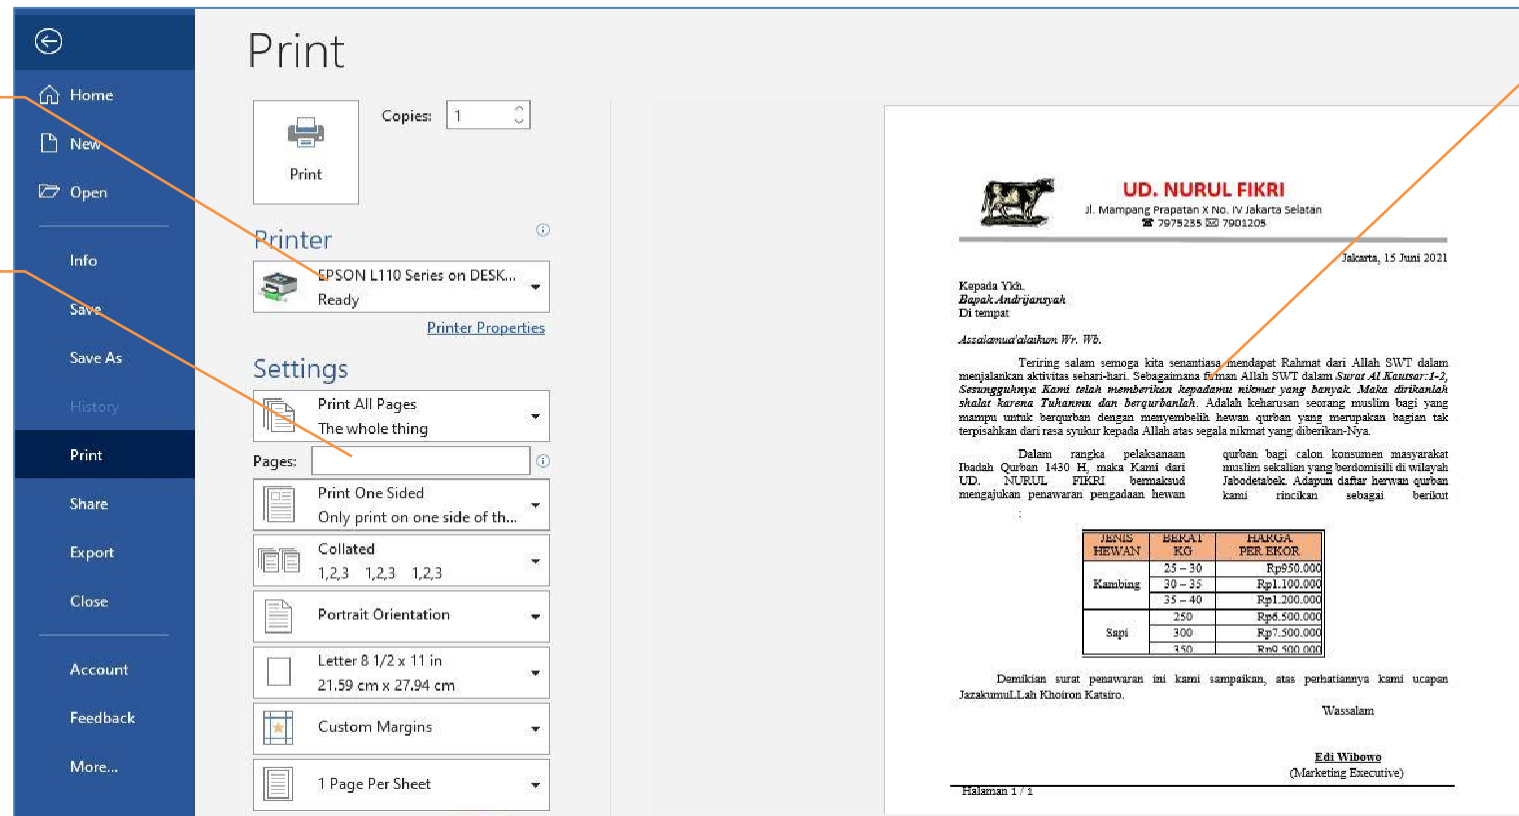 Print
Home
New
Open
Info
Save
Save As
History
Print
Share
Export
Close
Account
Feedback
More...
Copies: 1
Print
Printer
EPSON L110 Series on DESK...
Ready
Printer Properties
Settings
Print All Pages
The whole thing
Pages:
Print One Sided
Only print on one side of th...
Collated
1,2,3 1,2,3 1,2,3
Portrait Orientation
Letter 8 1/2 x 11 in
21.59 cm x 27.94 cm
Custom Margins
1 Page Per Sheet
UD. NURUL FIKRI
Jl. Mampang Prapatan X No. IV Jakarta Selatan
☎ 7975235 ✉ 7901205
Jakarta, 15 Juni 2021
Kepada Ykh.
Bapak Andrijansyah
Di tempat
Assalamua'alaikum Wr. Wb.
Teriring salam semoga kita senantiasa mendapat Rahmat dari Allah SWT dalam
menjalankan aktivitas sehari-hari. Sebagaimana firman Allah SWT dalam Surat Al Kautsar:1-2,
Sesungguhnya Kami telah memberikan kepadamu nikmat yang banyak. Maka dirikanlah
shalat karena Tuhanmu dan berqurbanlah. Adalah keharusan seorang muslim bagi yang
mampu untuk berqurban dengan menyembelih hewan qurban yang merupakan bagian tak
terpisahkan dari rasa syukur kepada Allah atas segala nikmat yang diberikan-Nya.
Dalam rangka pelaksanaan
Ibadah Qurban 1430 H, maka Kami dari
UD. NURUL FIKRI bermaksud
mengajukan penawaran pengadaan hewan
qurban bagi calon konsumen masyarakat
muslim sekalian yang berdomisili di wilayah
Jabodetabek. Adapun daftar herwan qurban
kami rincikan sebagai berikut
:
JENIS HEWAN BERAT KG HARGA PER EKOR
Kambing 25 – 30 Rp950.000
30 – 35 Rp1.100.000
35 – 40 Rp1.200.000
Sapi 250 Rp6.500.000
300 Rp7.500.000
350 Rp9.500.000
Demikian surat penawaran ini kami sampaikan, atas perhatiannya kami ucapan
JazakumuLLah Khoiron Katsiro.
Wassalam
Edi Wibowo
(Marketing Executive)
Halaman 1 / 1